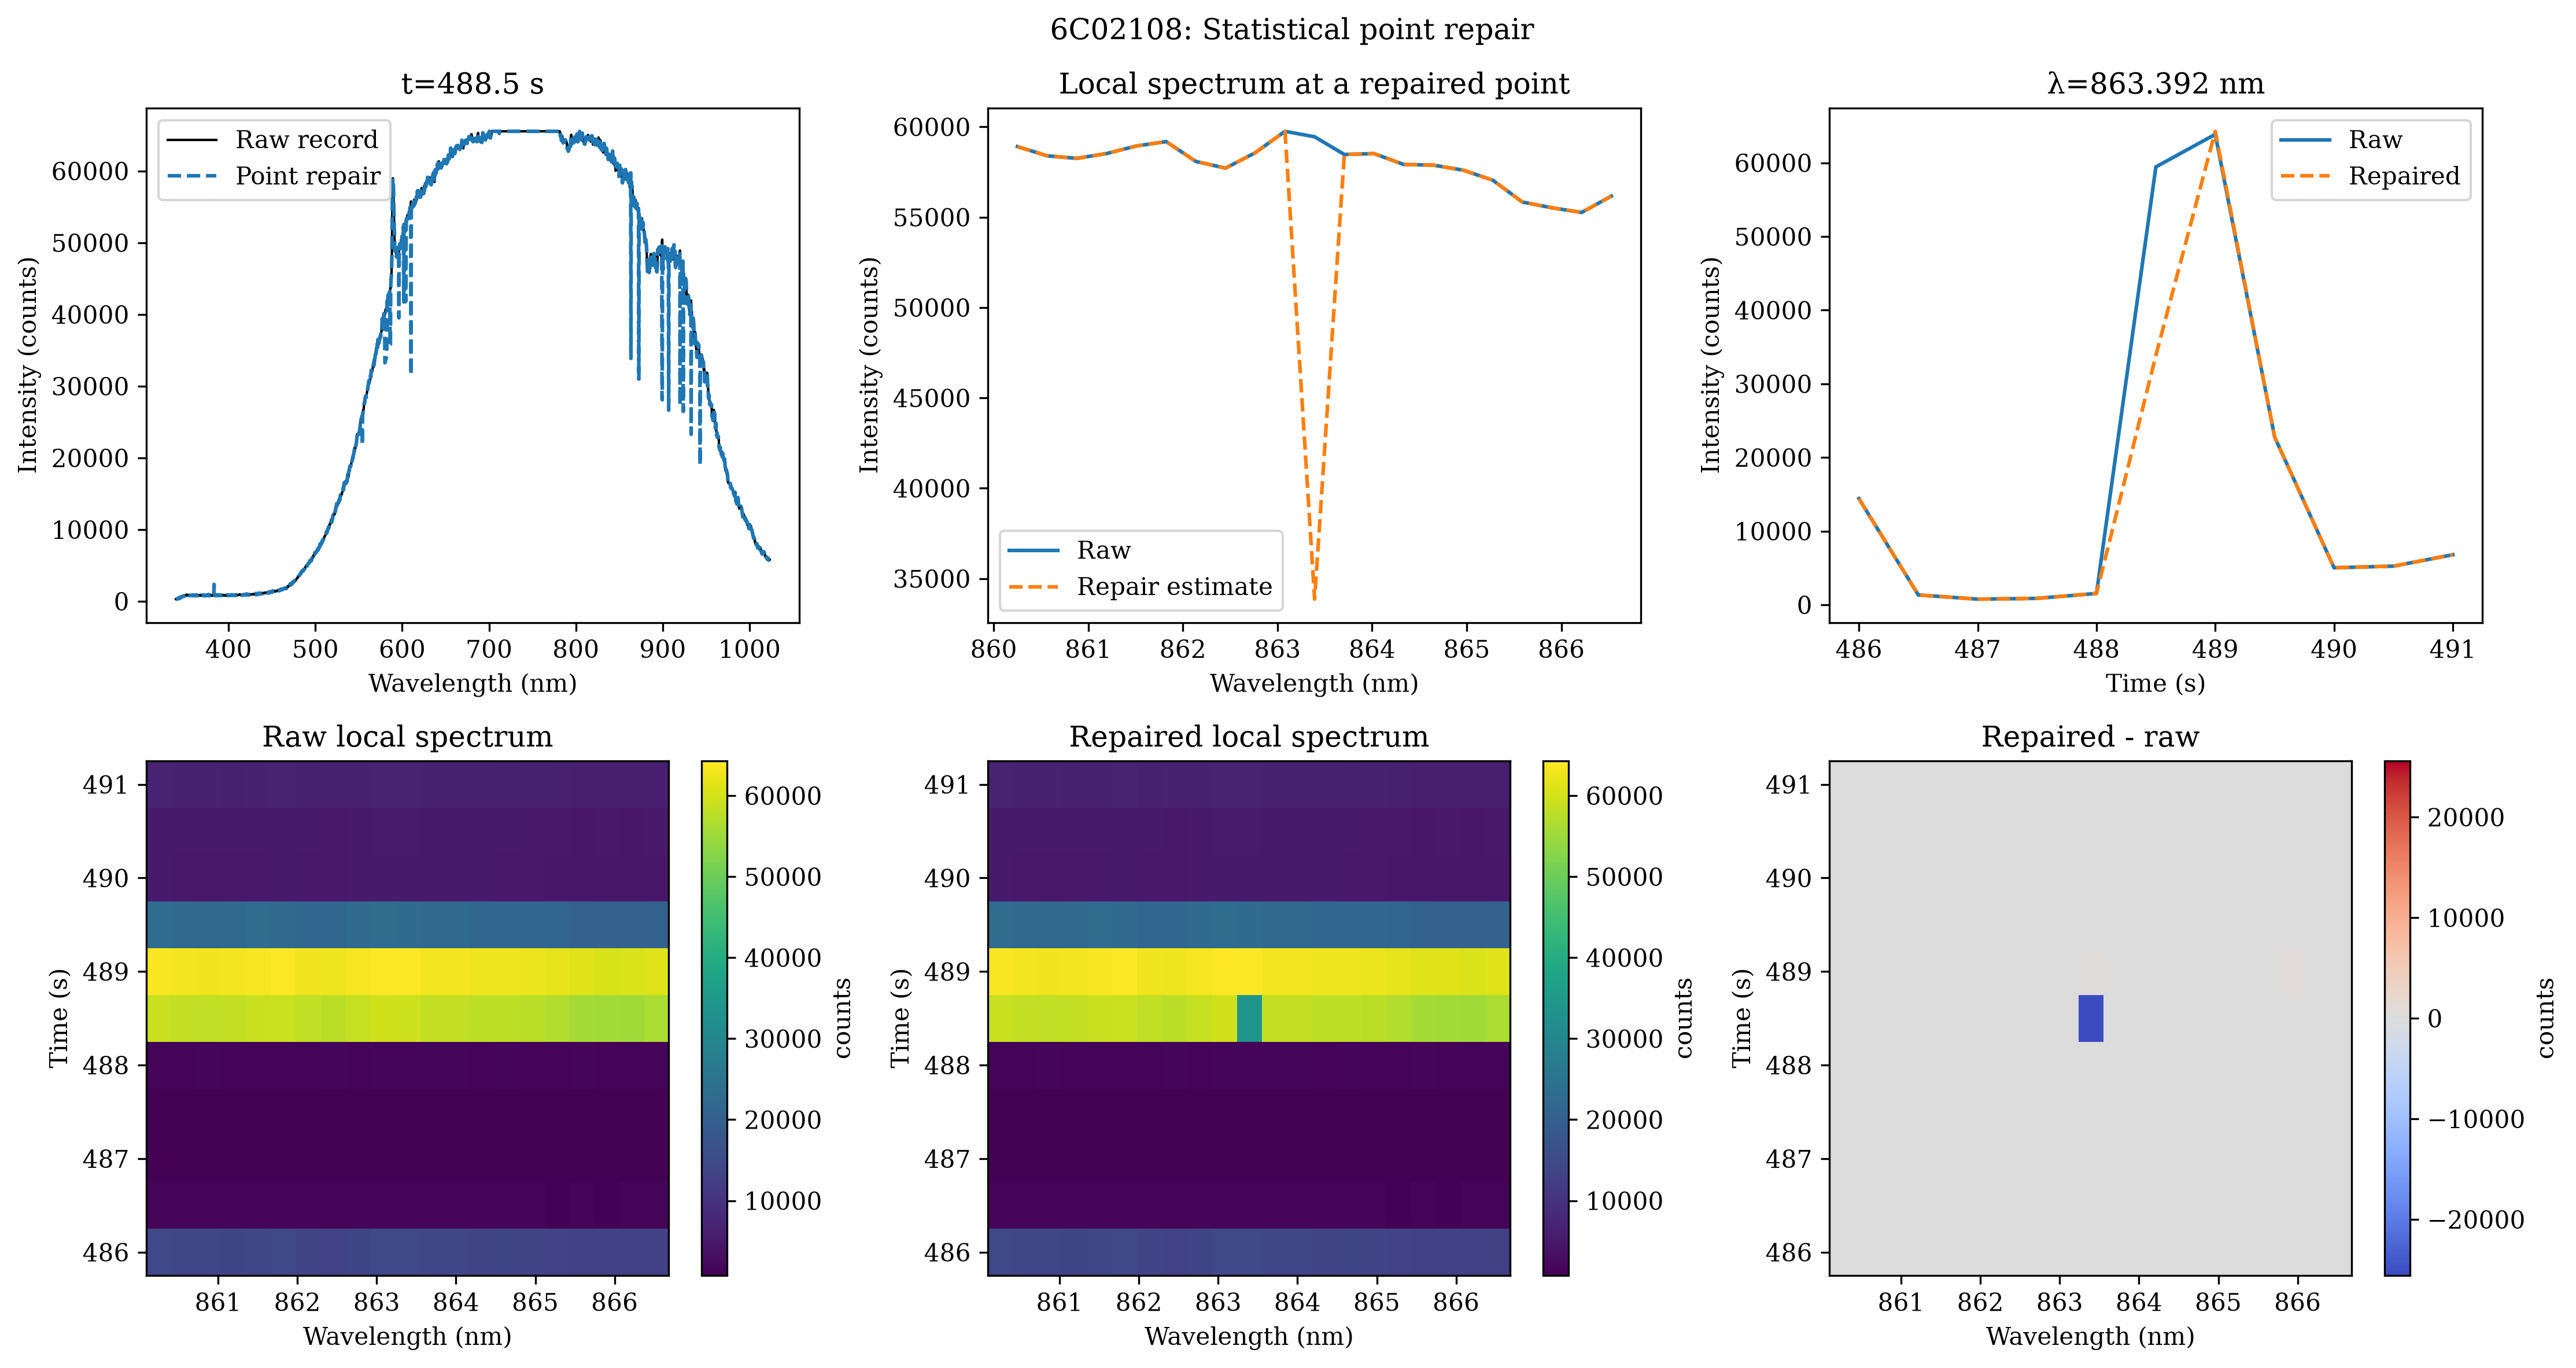 6C02108: Statistical point repair
t=488.5 s
Raw record
Point repair
Intensity (counts)
60000
50000
40000
30000
20000
10000
0
400 500 600 700 800 900 1000
Wavelength (nm)
Local spectrum at a repaired point
Intensity (counts)
60000
55000
50000
45000
40000
35000
Raw
Repair estimate
860 861 862 863 864 865 866
Wavelength (nm)
λ=863.392 nm
Raw
Repaired
Intensity (counts)
60000
50000
40000
30000
20000
10000
0
486 487 488 489 490 491
Time (s)
Raw local spectrum
Time (s)
491
490
489
488
487
486
861 862 863 864 865 866
Wavelength (nm)
60000
50000
40000
30000
20000
10000
counts
Repaired local spectrum
Time (s)
491
490
489
488
487
486
861 862 863 864 865 866
Wavelength (nm)
60000
50000
40000
30000
20000
10000
counts
Repaired - raw
Time (s)
491
490
489
488
487
486
861 862 863 864 865 866
Wavelength (nm)
20000
10000
0
−10000
−20000
counts